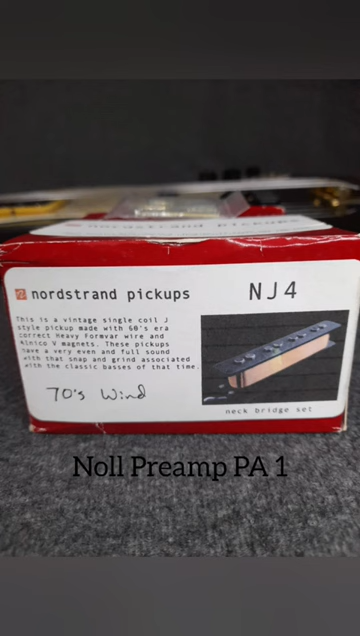 nordstrand pickups
nordstrand pickups
NJ4
This is a vintage single coil J
style pickup made with 60's era
correct Heavy Formvar wire and
Alnico V magnets. These pickups
have a very even and full sound
with that snap and grind associated
with the classic basses of that time.
70's Wind
neck bridge set
Noll Preamp PA 1